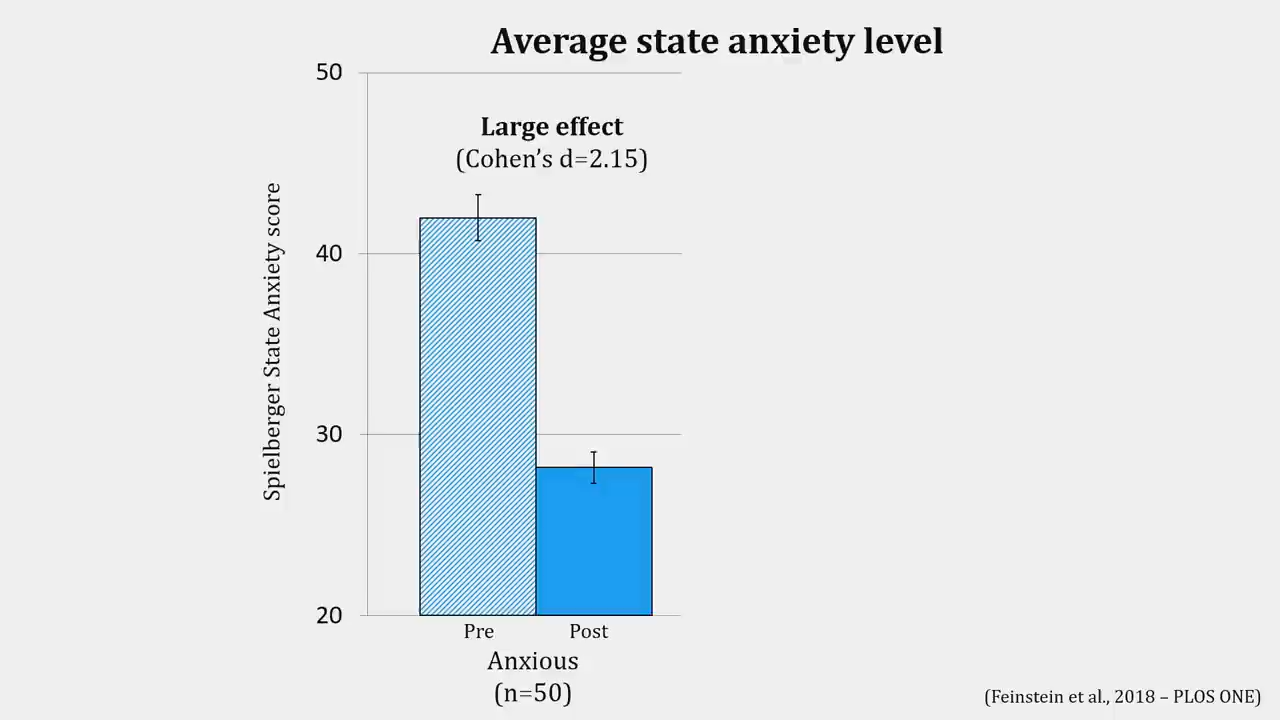 Average state anxiety level
50
Large effect
(Cohen’s d=2.15)
Spielberger State Anxiety score
40
30
20
Pre Post
Anxious
(n=50)
(Feinstein et al., 2018 – PLOS ONE)